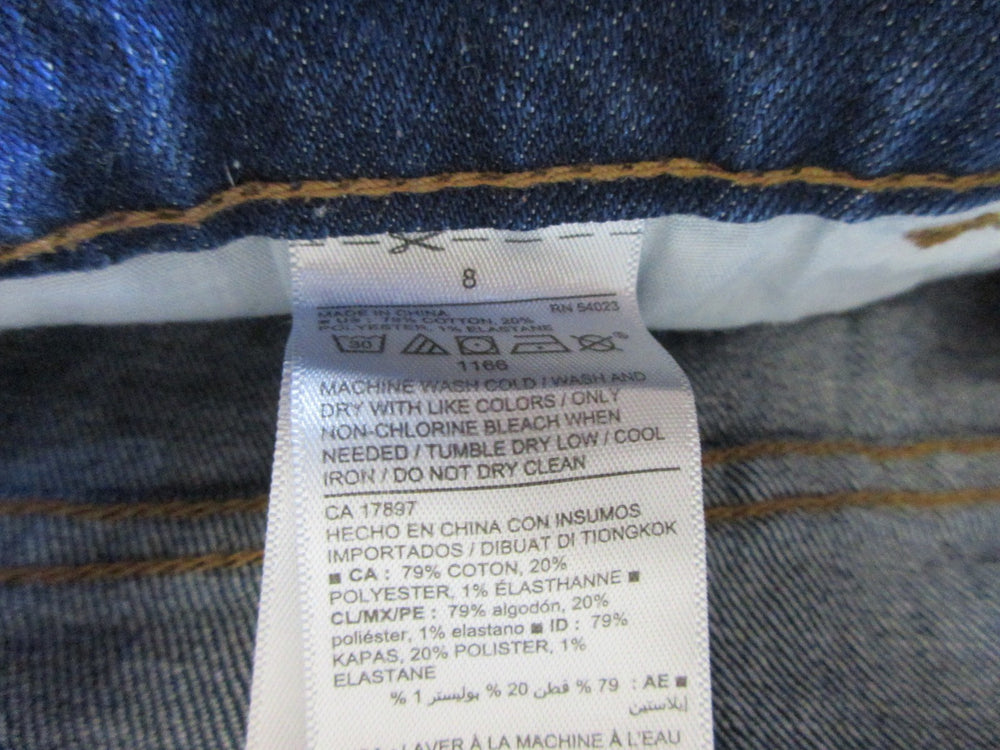 8
MADE IN CHINA RN 54023
■ US : 79% COTTON, 20%
POLYESTER, 1% ELASTANE
30
1166
MACHINE WASH COLD / WASH AND
DRY WITH LIKE COLORS / ONLY
NON-CHLORINE BLEACH WHEN
NEEDED / TUMBLE DRY LOW / COOL
IRON / DO NOT DRY CLEAN
CA 17897
HECHO EN CHINA CON INSUMOS
IMPORTADOS / DIBUAT DI TIONGKOK
■ CA : 79% COTON, 20%
POLYESTER, 1% ÉLASTHANNE ■
CL/MX/PE : 79% algodón, 20%
poliéster, 1% elastano ■ ID : 79%
KAPAS, 20% POLISTER, 1%
ELASTANE
■ AE : 79 % قطن 20 % بوليستر 1 %
إيلاستين
LAVER À LA MACHINE À L'EAU